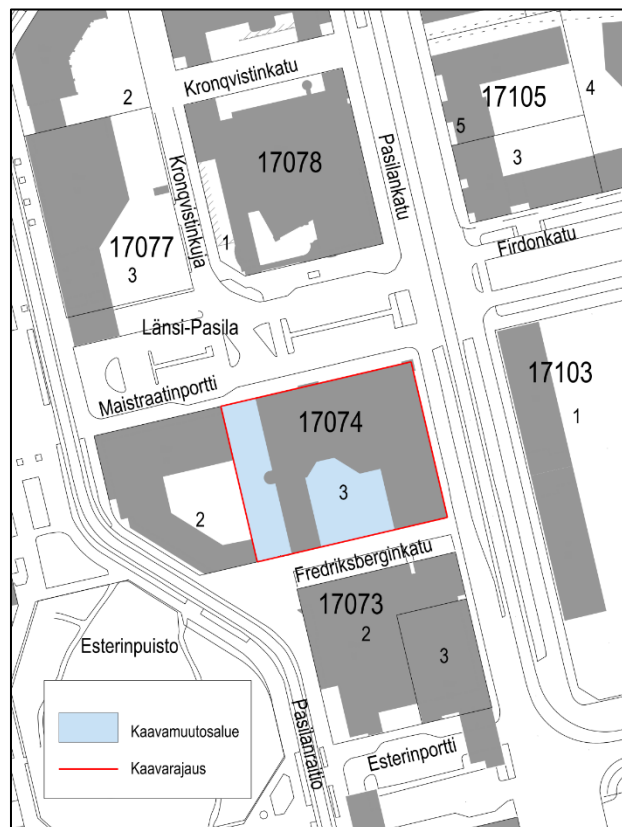 Kronqvistinkatu
2
17105
4
5
3
Pasilankatu
17078
Kronqvistinkuja
1
17077
3
Firdonkatu
Länsi-Pasila
17103
1
Maistraatinportti
17074
3
2
Fredriksberginkatu
17073
2
3
Esterinpuisto
Pasilanraitio
Esterinportti
Kaavamuutosalue
Kaavarajaus